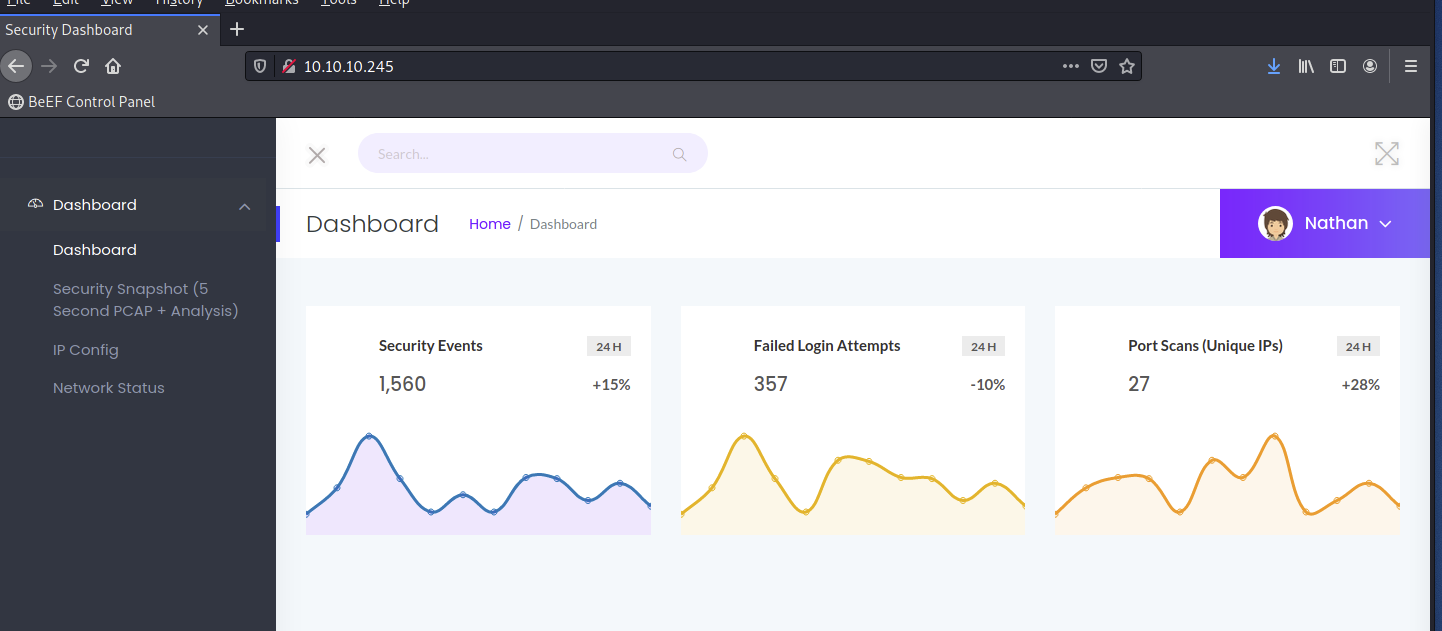 File Edit View History Bookmarks Tools Help
Security Dashboard
10.10.10.245
BeEF Control Panel
Search...
Dashboard
Dashboard
Security Snapshot (5
Second PCAP + Analysis)
IP Config
Network Status
Dashboard Home / Dashboard
Nathan
Security Events 24 H
1,560 +15%
Failed Login Attempts 24 H
357 -10%
Port Scans (Unique IPs) 24 H
27 +28%